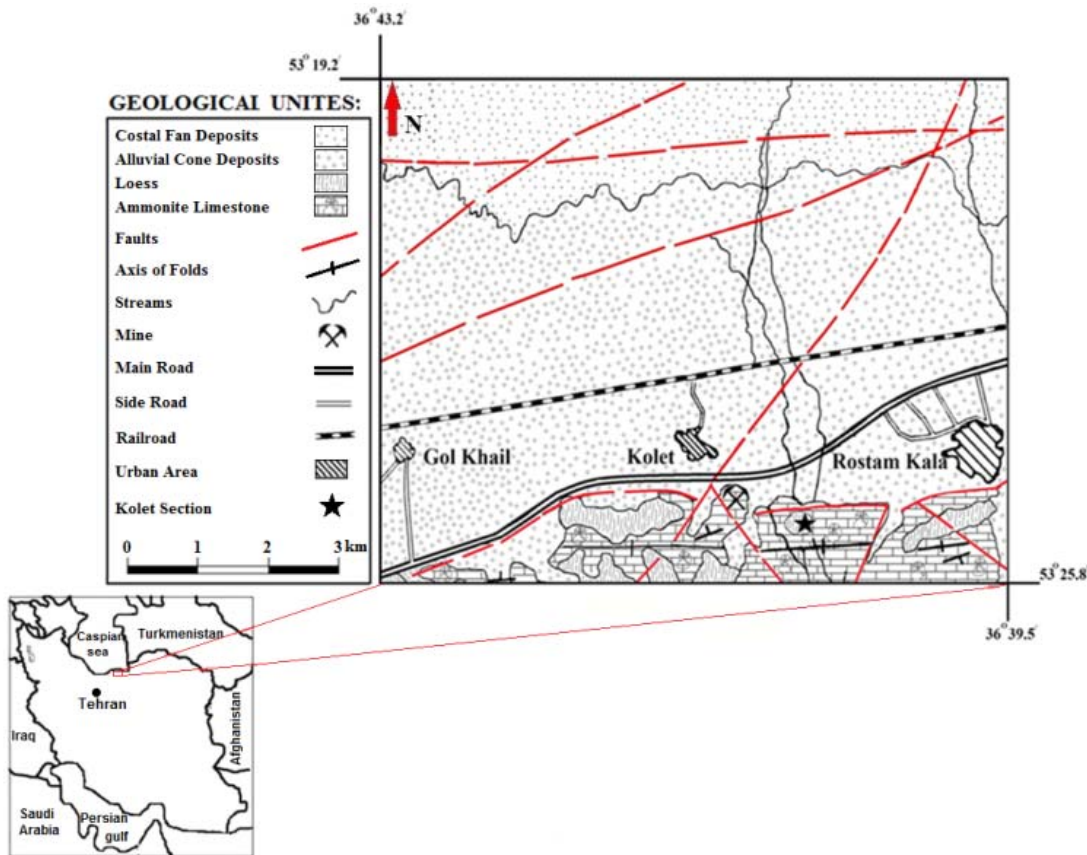 36° 43.2′
53° 19.2′
GEOLOGICAL UNITES:
Costal Fan Deposits
Alluvial Cone Deposits
Loess
Ammonite Limestone
Faults
Axis of Folds
Streams
Mine
Main Road
Side Road
Railroad
Urban Area
Kolet Section
0 1 2 3 km
N
Gol Khail
Kolet
Rostam Kala
53° 25.8′
36° 39.5′
Caspian
sea
Turkmenistan
Tehran
Iraq
Afghanistan
Saudi
Arabia
Persian
gulf